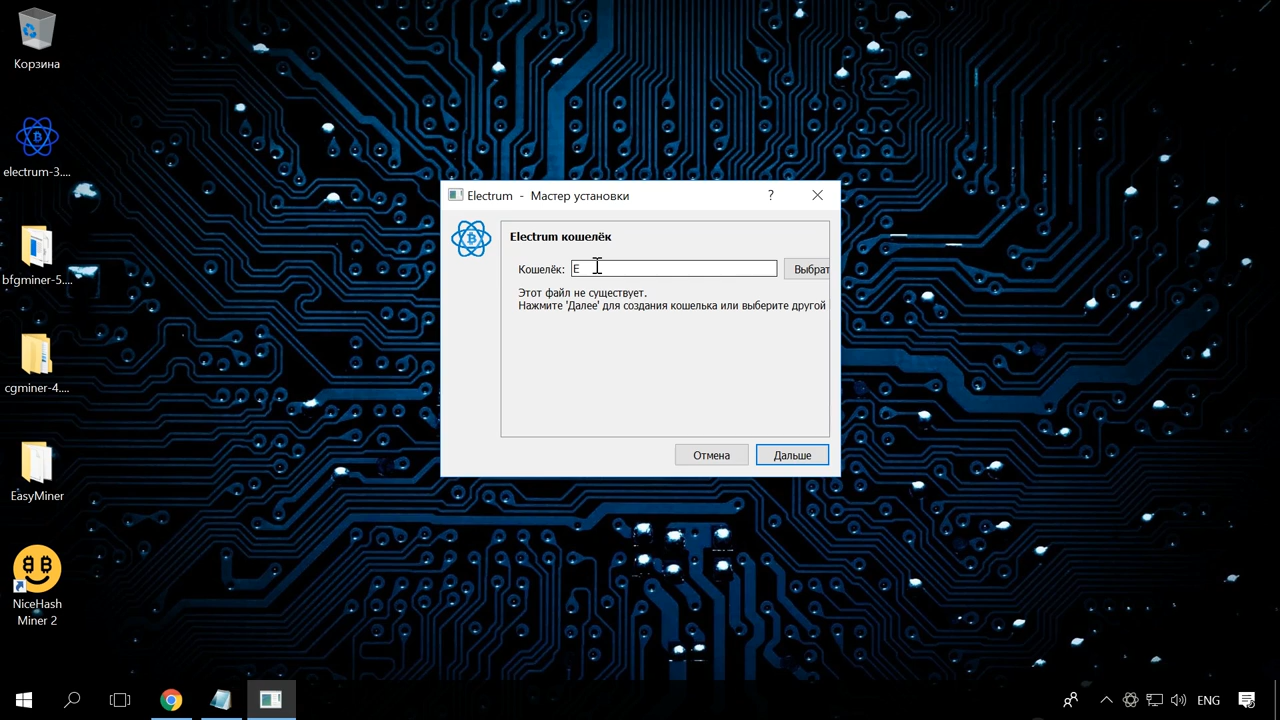 Корзина
electrum-3....
bfgminer-5....
cgminer-4....
EasyMiner
NiceHash
Miner 2
Electrum - Мастер установки
?
Electrum кошелёк
Кошелёк: E
Выбрат
Этот файл не существует.
Нажмите 'Далее' для создания кошелька или выберите другой
Отмена
Дальше
ENG